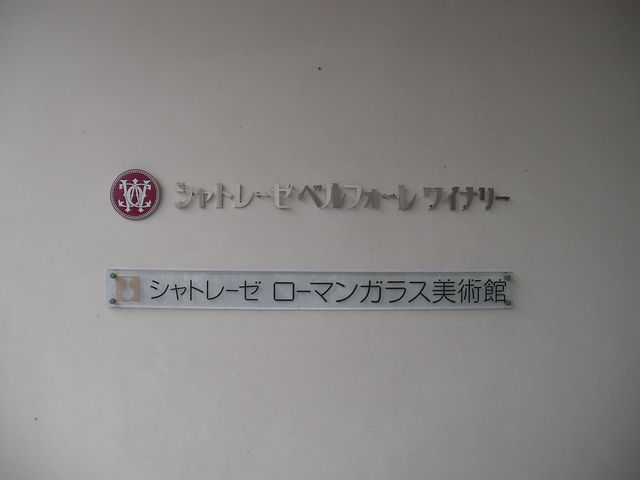 シャトレーゼ ベルフォーレ ワイナリー
シャトレーゼ ローマンガラス美術館